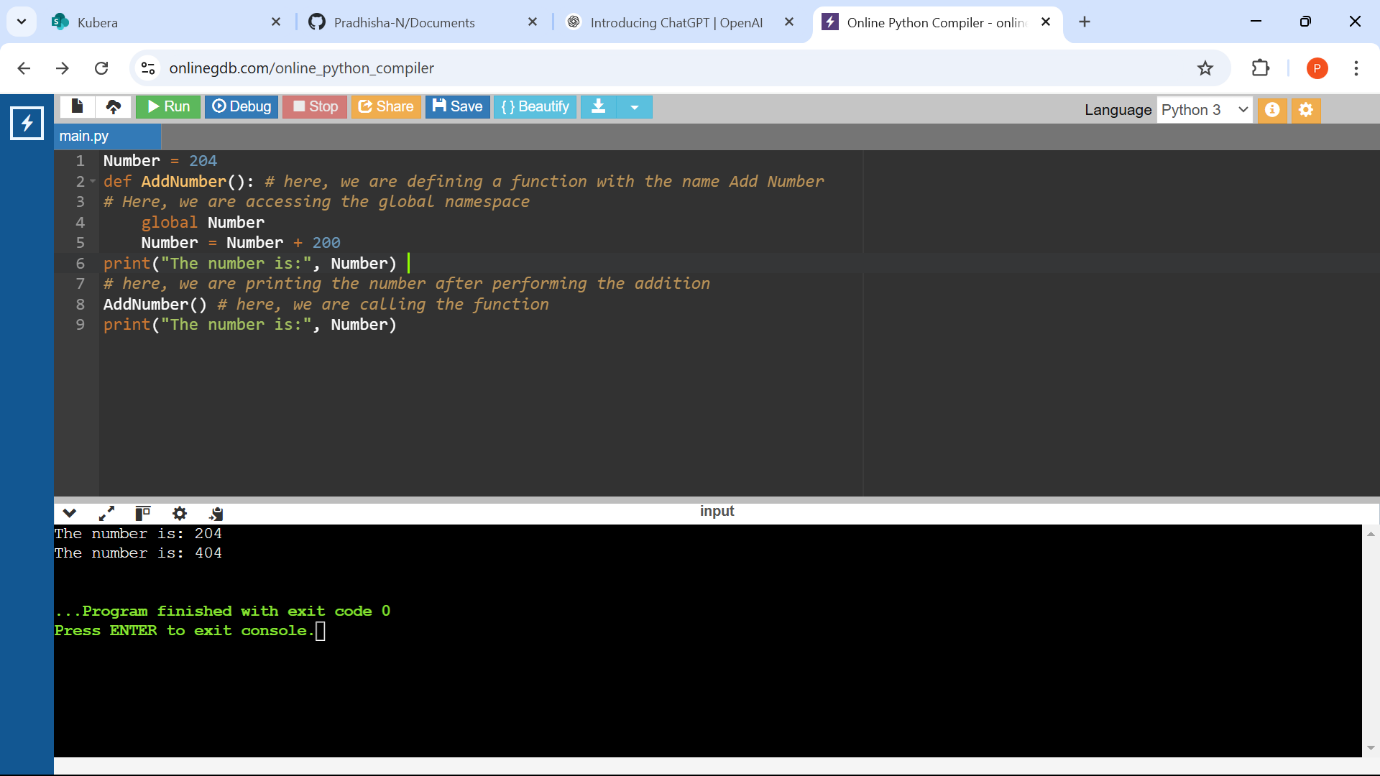 Kubera
Pradhisha-N/Documents
Introducing ChatGPT | OpenAI
Online Python Compiler - onlin
onlinegdb.com/online_python_compiler
P
Run
Debug
Stop
Share
Save
{ } Beautify
Language Python 3
main.py
1 Number = 204
2 def AddNumber(): # here, we are defining a function with the name Add Number
3 # Here, we are accessing the global namespace
4 global Number
5 Number = Number + 200
6 print("The number is:", Number)
7 # here, we are printing the number after performing the addition
8 AddNumber() # here, we are calling the function
9 print("The number is:", Number)
input
The number is: 204
The number is: 404
...Program finished with exit code 0
Press ENTER to exit console.